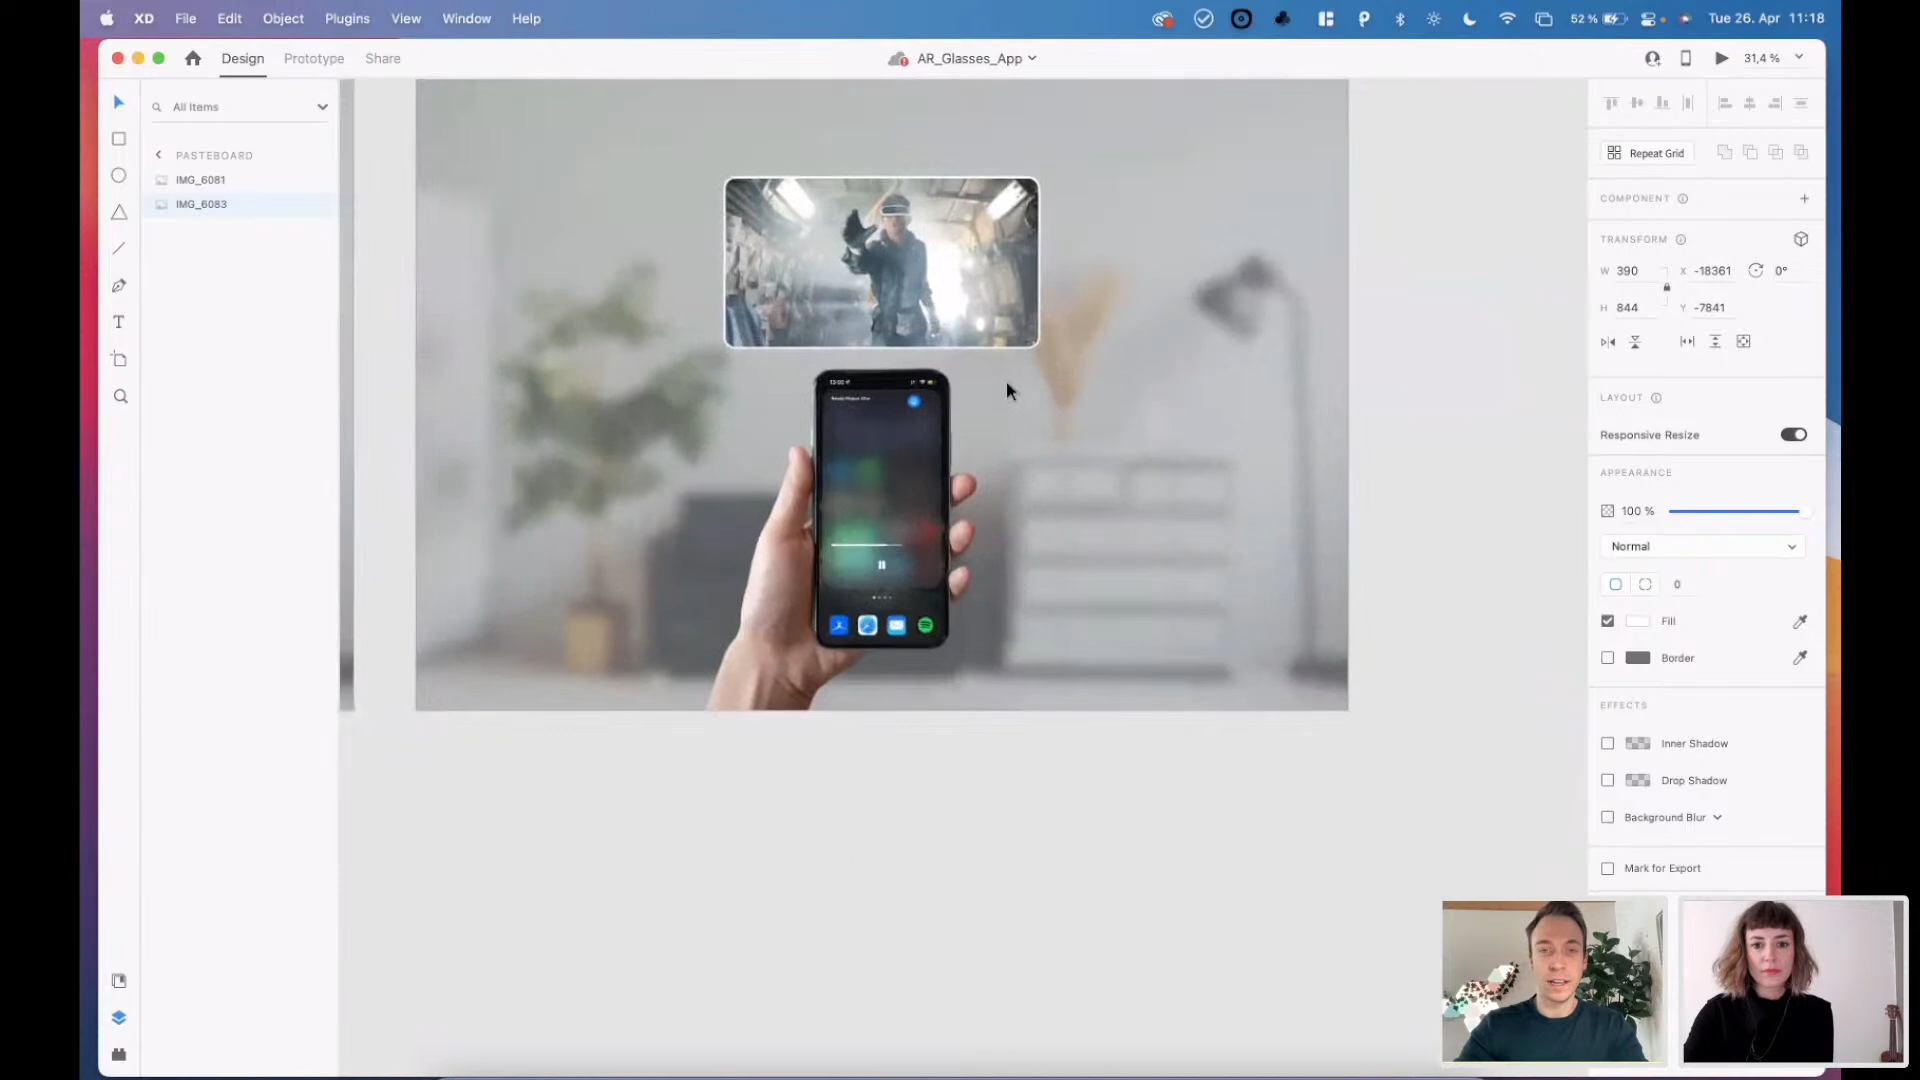 XD File Edit Object Plugins View Window Help
52 % Tue 26. Apr 11:18
Design Prototype Share
AR_Glasses_App
31,4 %
All Items
PASTEBOARD
IMG_6081
IMG_6083
Repeat Grid
COMPONENT
TRANSFORM
W 390 X -18361 0°
H 844 Y -7841
LAYOUT
Responsive Resize
APPEARANCE
100 %
Normal
0
Fill
Border
EFFECTS
Inner Shadow
Drop Shadow
Background Blur
Mark for Export